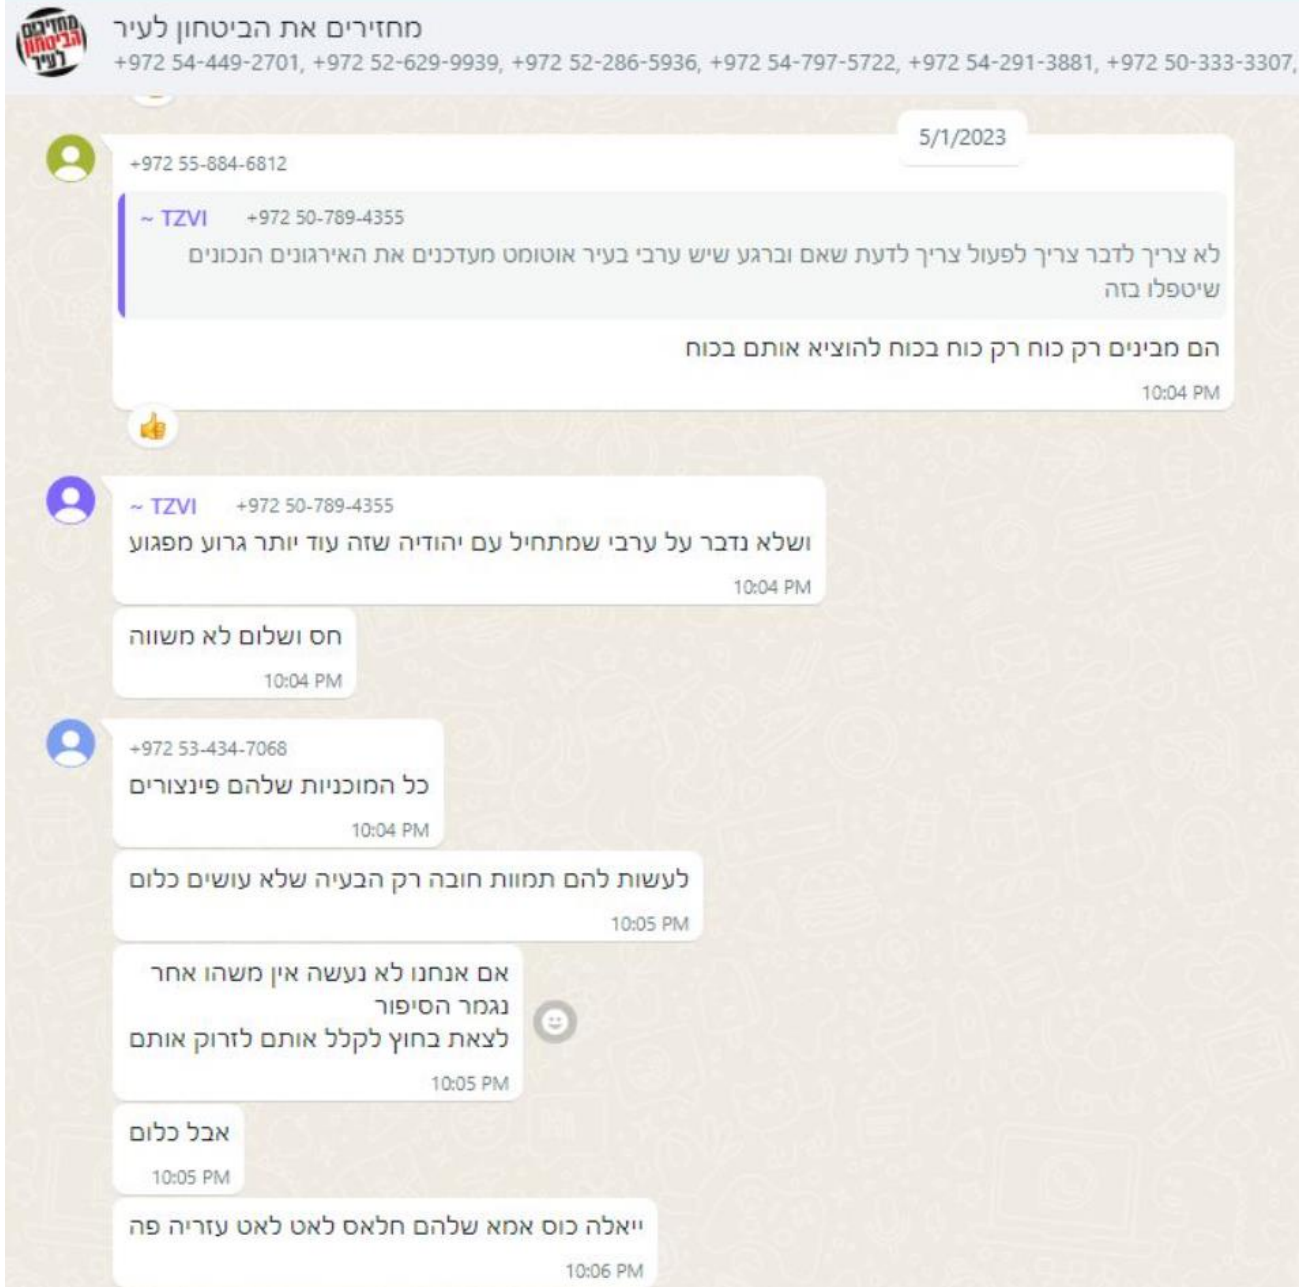 מחזירים
הביטחון
לעיר
מחזירים את הביטחון לעיר
+972 54-449-2701, +972 52-629-9939, +972 52-286-5936, +972 54-797-5722, +972 54-291-3881, +972 50-333-3307,
5/1/2023
+972 55-884-6812
~ TZVI +972 50-789-4355
לא צריך לדבר צריך לפעול צריך לדעת שאם וברגע שיש ערבי בעיר אוטומט מעדכנים את האירגונים הנכונים
שיטפלו בזה
הם מבינים רק כוח רק כוח בכוח להוציא אותם בכוח
10:04 PM
~ TZVI +972 50-789-4355
ושלא נדבר על ערבי שמתחיל עם יהודיה שזה עוד יותר גרוע מפגוע
10:04 PM
חס ושלום לא משווה
10:04 PM
+972 53-434-7068
כל המוכניות שלהם פינצורים
10:04 PM
לעשות להם תמוות חובה רק הבעיה שלא עושים כלום
10:05 PM
אם אנחנו לא נעשה אין משהו אחר
נגמר הסיפור
לצאת בחוץ לקלל אותם לזרוק אותם
10:05 PM
אבל כלום
10:05 PM
ייאלה כוס אמא שלהם חלאס לאט לאט עזריה פה
10:06 PM